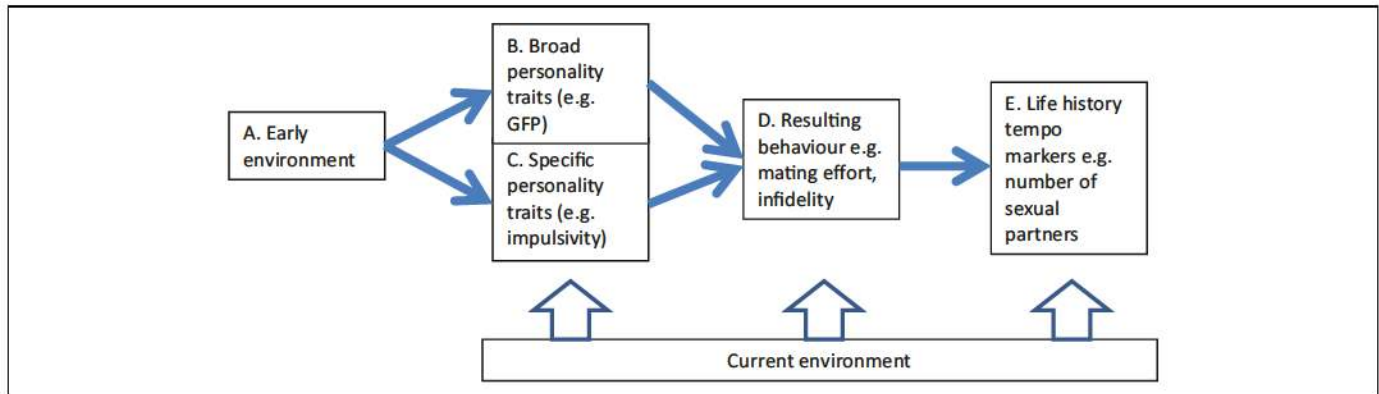 A. Early
environment
B. Broad
personality
traits (e.g.
GFP)
C. Specific
personality
traits (e.g.
impulsivity)
D. Resulting
behaviour e.g.
mating effort,
infidelity
E. Life history
tempo
markers e.g.
number of
sexual
partners
Current environment